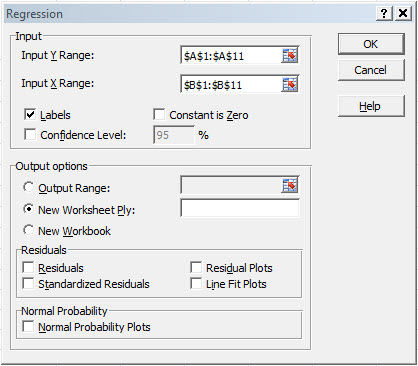 Regression
Input
Input Y Range:
$A$1:$A$11
Input X Range:
$B$1:$B$11
Labels
Constant is Zero
Confidence Level:
95
%
OK
Cancel
Help
Output options
Output Range:
New Worksheet Ply:
New Workbook
Residuals
Residuals
Residual Plots
Standardized Residuals
Line Fit Plots
Normal Probability
Normal Probability Plots